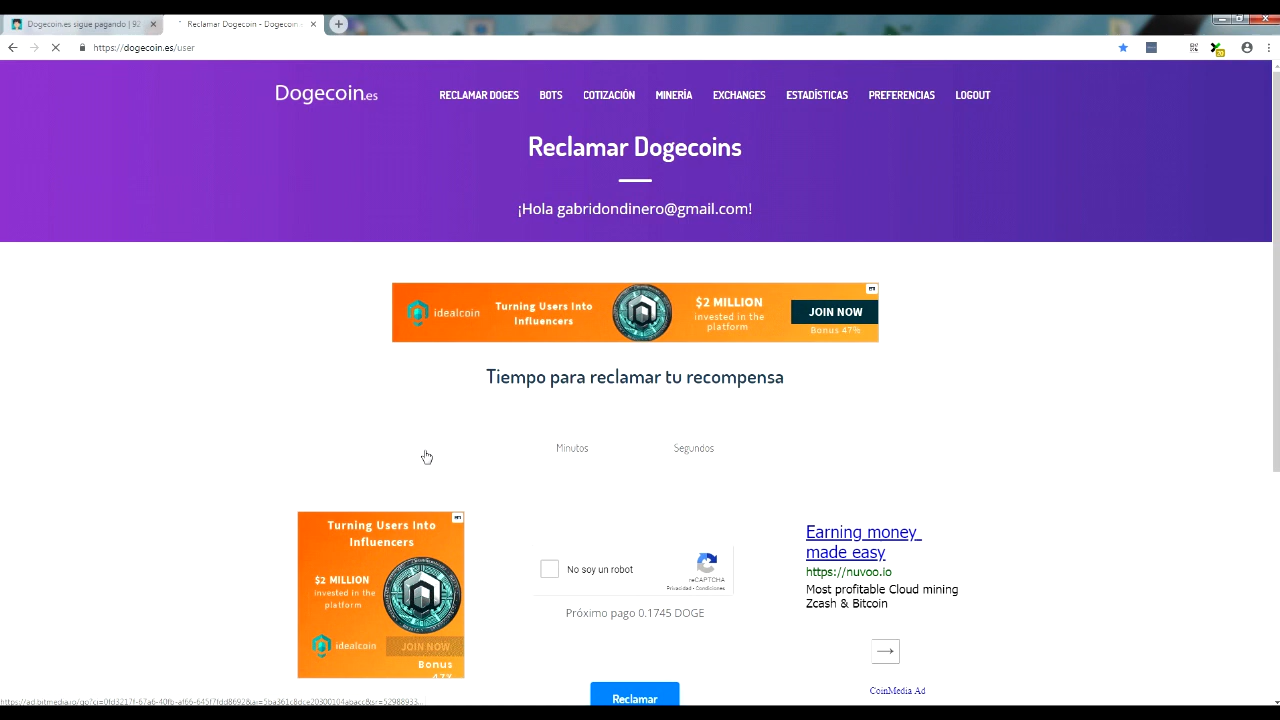 Dogecoin.es sigue pagando | 92
Reclamar Dogecoin - Dogecoin
https://dogecoin.es/user
Dogecoin.es
RECLAMAR DOGES BOTS COTIZACIÓN MINERÍA EXCHANGES ESTADÍSTICAS PREFERENCIAS LOGOUT
Reclamar Dogecoins
¡Hola gabridondinero@gmail.com!
idealcoin
Turning Users Into
Influencers
$2 MILLION
invested in the
platform
JOIN NOW
Bonus 47%
Tiempo para reclamar tu recompensa
Minutos Segundos
Turning Users Into
Influencers
$2 MILLION
invested in the
platform
idealcoin
JOIN NOW
Bonus
47%
No soy un robot
reCAPTCHA
Privacidad - Condiciones
Próximo pago 0.1745 DOGE
Reclamar
Earning money
made easy
https://nuvoo.io
Most profitable Cloud mining
Zcash & Bitcoin
CoinMedia Ad